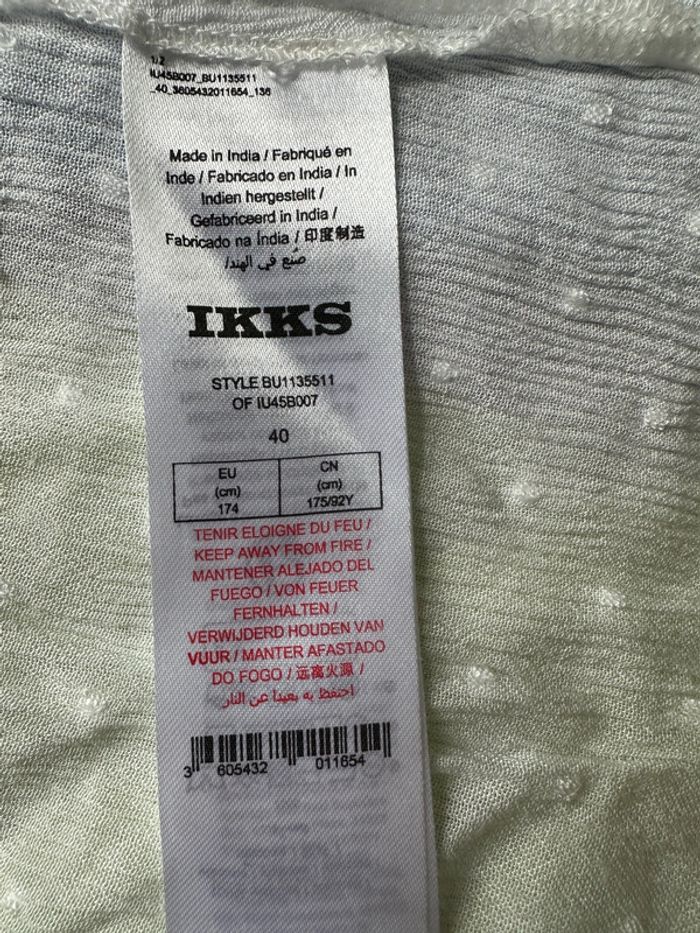 1/2
IU45B007_BU1135511
_40_3605432011654_136
Made in India / Fabriqué en
Inde / Fabricado en India / In
Indien hergestellt /
Gefabriceerd in India /
Fabricado na Índia / 印度制造
صُنع في الهند/
IKKS
STYLE BU1135511
OF IU45B007
40
EU
(cm)
174
CN
(cm)
175/92Y
TENIR ELOIGNE DU FEU /
KEEP AWAY FROM FIRE /
MANTENER ALEJADO DEL
FUEGO / VON FEUER
FERNHALTEN /
VERWIJDERD HOUDEN VAN
VUUR / MANTER AFASTADO
DO FOGO / 远离火源 /
احتفظ به بعيداً عن النار
3 605432 011654